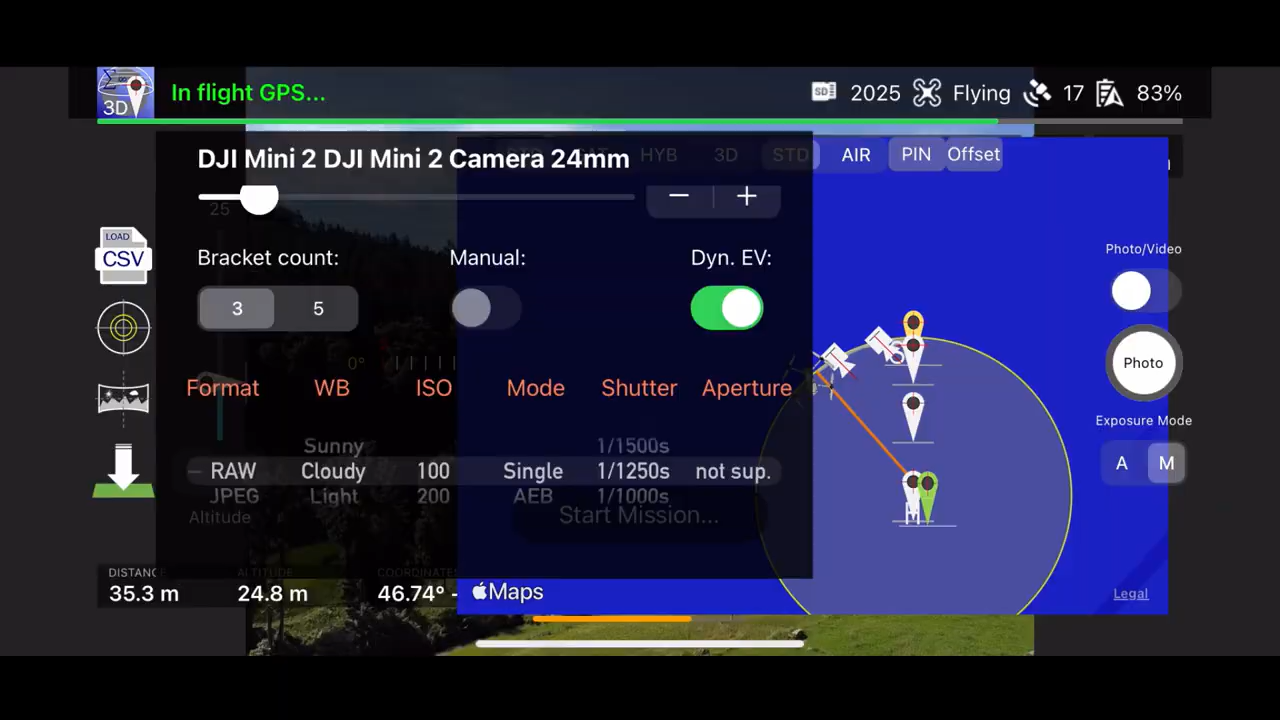 3D
In flight GPS...
SD
2025
Flying
17
83%
DJI Mini 2 DJI Mini 2 Camera 24mm
HYB
3D
STD
AIR
PIN
Offset
25
LOAD
CSV
Bracket count:
Manual:
Dyn. EV:
Photo/Video
3
5
0°
Photo
Format
WB
ISO
Mode
Shutter
Aperture
Exposure Mode
Sunny
1/1500s
RAW
Cloudy
100
Single
1/1250s
not sup.
A
M
JPEG
Light
200
AEB
1/1000s
Altitude
Start Mission...
DISTANC
ALTITUDE
COORDINATE
35.3 m
24.8 m
46.74° -
Maps
Legal